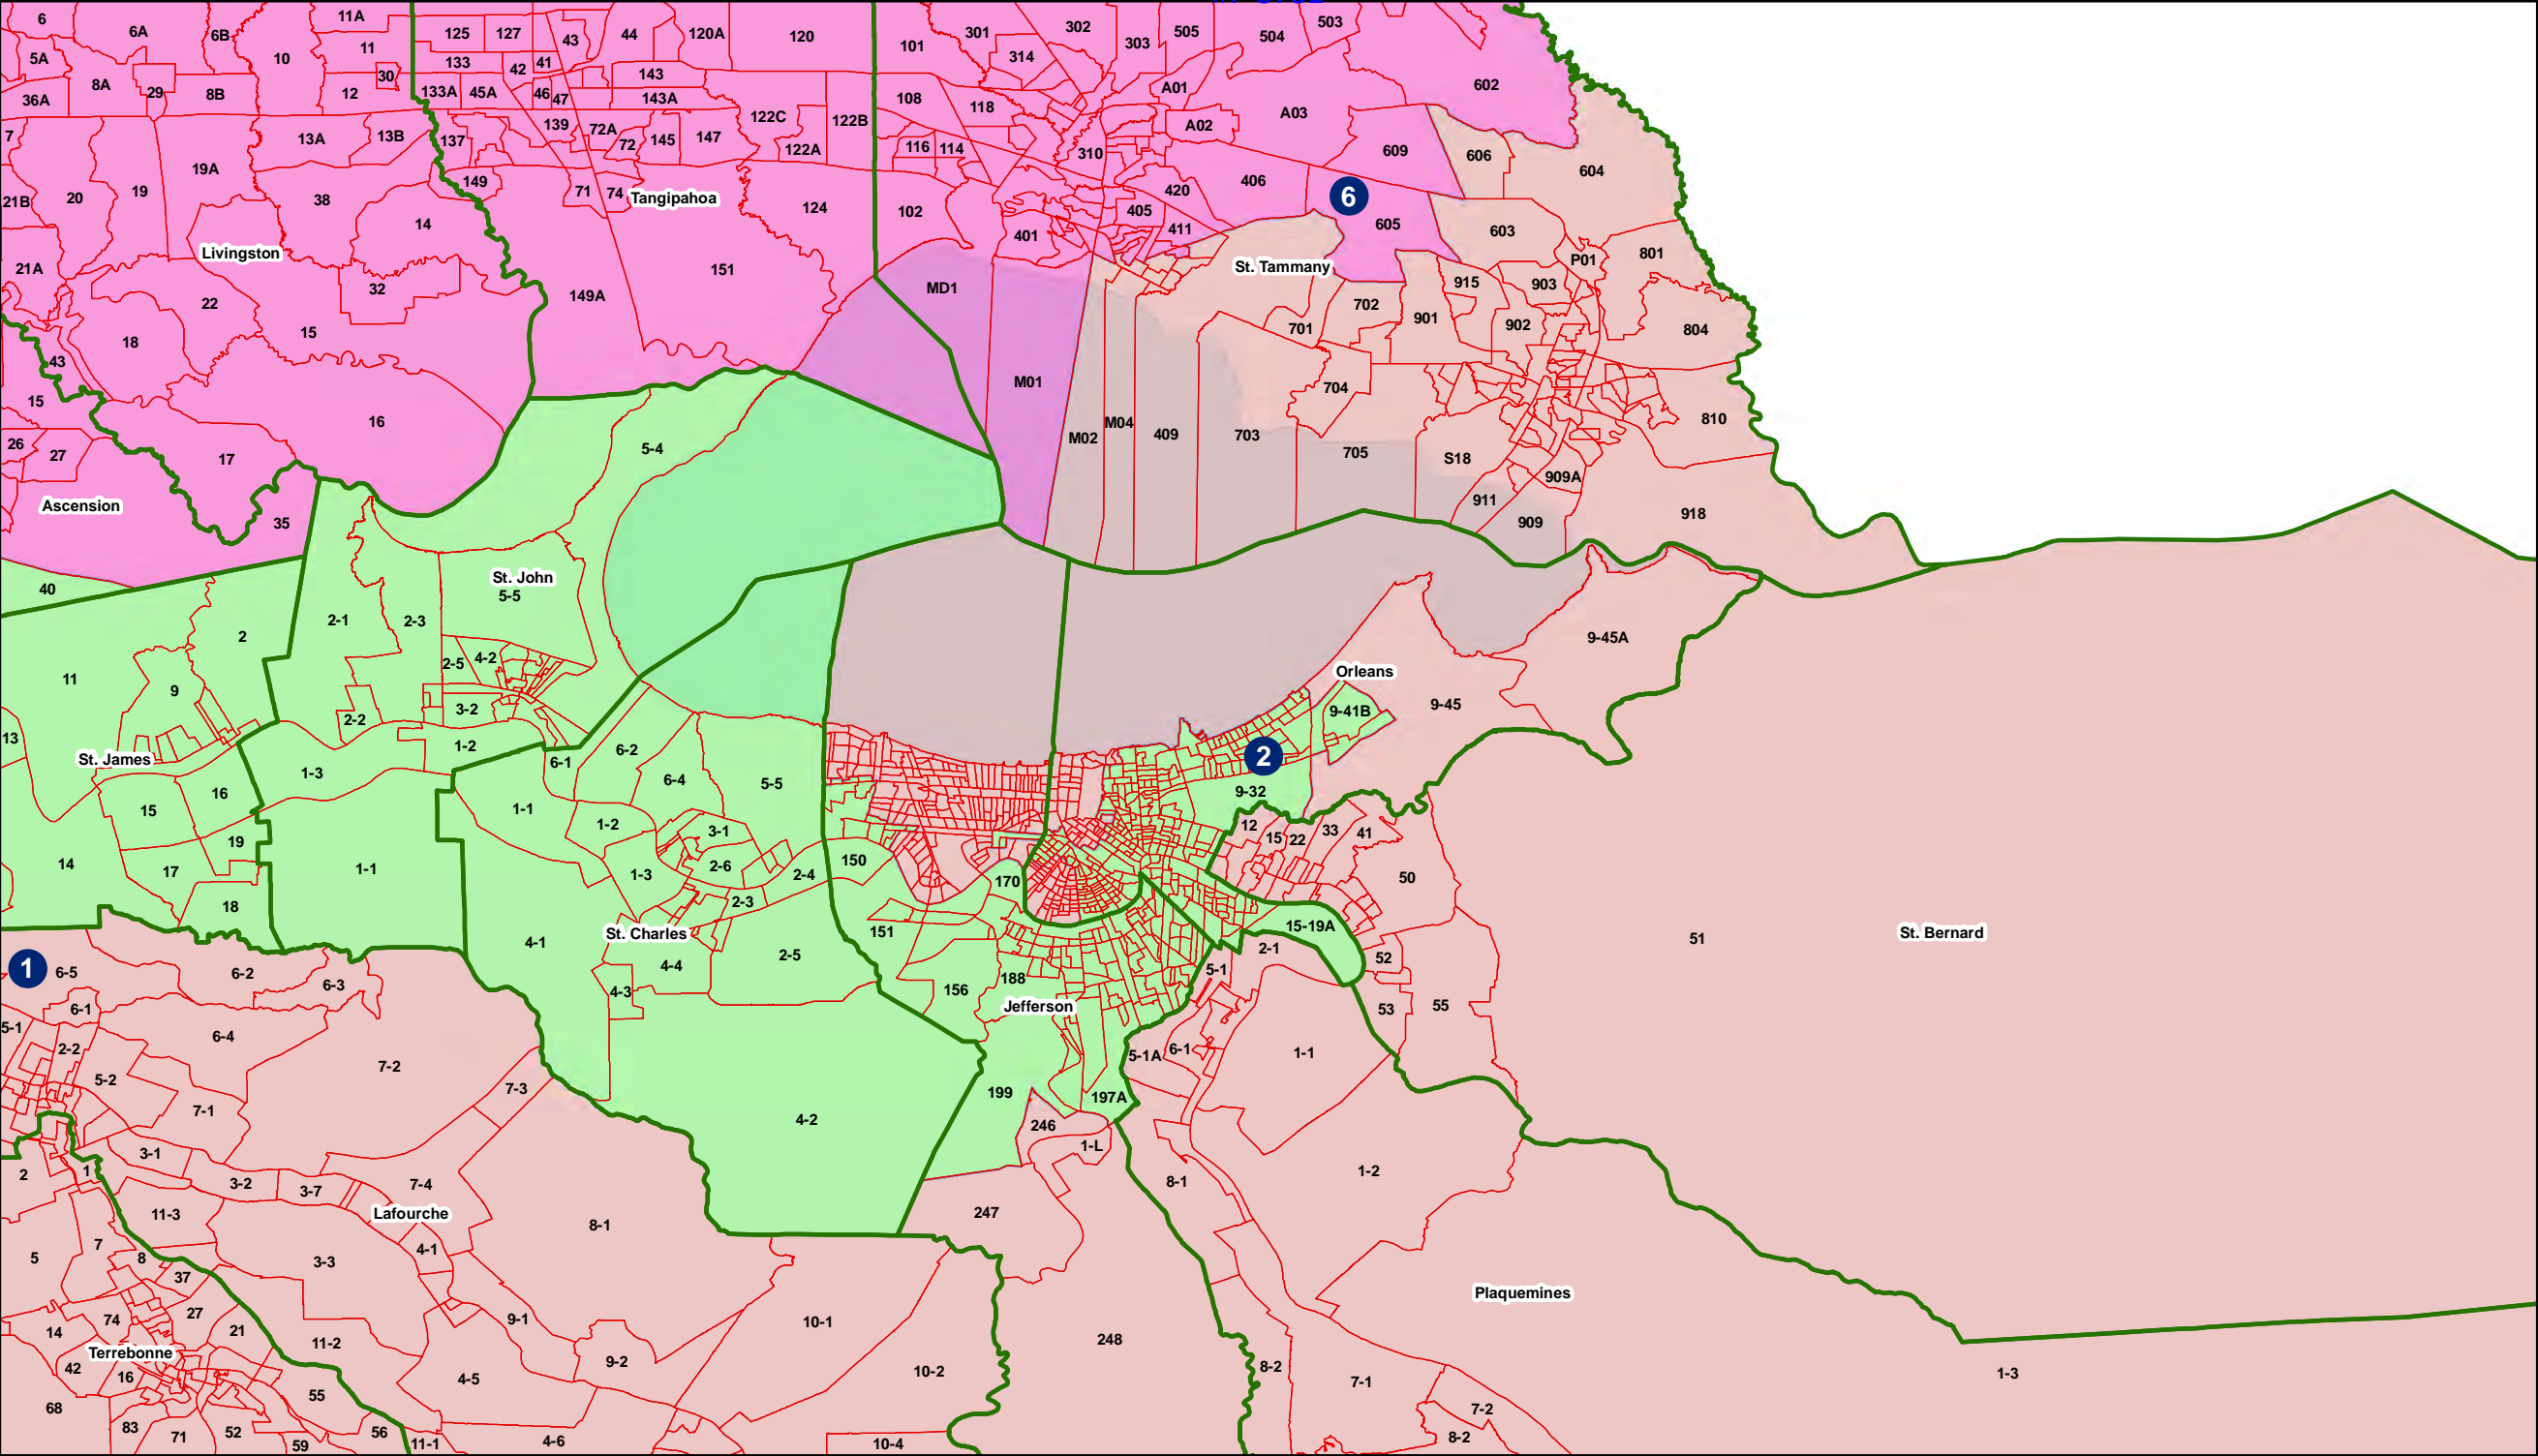 6 6A 6B 10 11A 125 127 43 44 120A 120 101 301 302 303 505 504 503
5A 11 133 42 41 143 314 602
8A 29 8B 30 12 133A 45A 46 47 143A 108 118 A01
36A 122C 122B A02 A03
7 13A 13B 137 139 72A 72 145 147 122A 116 114 310 609 606 604
19A 149
21B 20 19 38 14 71 74 Tangipahoa 124 102 420 406 6
405 411 605 603
Livingston 401
21A 32 149A 151 MD1 St. Tammany 915 903 P01 801
22 15 702 901 902 804
18 701
43 M01 704
15 16 M02 M04 409 703 705 810
26 27 17 5-4 S18 909A
Ascension 35 911 909 918
40 St. John
5-5
2 2-1 2-3 9-45A
11 9 2-5 4-2 Orleans
2-2 3-2 9-41B 9-45
13 St. James 1-2 6-1 6-2 2
1-3 6-4 5-5 9-32
15 16 1-1 1-2 3-1 12 15 22 33 41
19
14 17 1-1 1-3 2-6 2-4 150 170 50
18 2-3
4-1 St. Charles 151 15-19A 51 St. Bernard
1 6-5 6-2 6-3 4-4 2-5 188 5-1 2-1 52
6-1 4-3 156 Jefferson 53 55
5-1 6-4
2-2 7-2 5-1A 6-1 1-1
5-2 7-1 7-3 4-2 199 197A
246
3-1 1-L
2 1 3-2 3-7 7-4 8-1 1-2
11-3 Lafourche 8-1 247
5 7 8 3-3 4-1
37 Plaquemines
74 27 21 9-1 10-1
14 11-2 248
Terrebonne
42 16 4-5 9-2 10-2 8-2 7-1 1-3
68 55 7-2
83 71 52 59 56 11-1 4-6 10-4 8-2